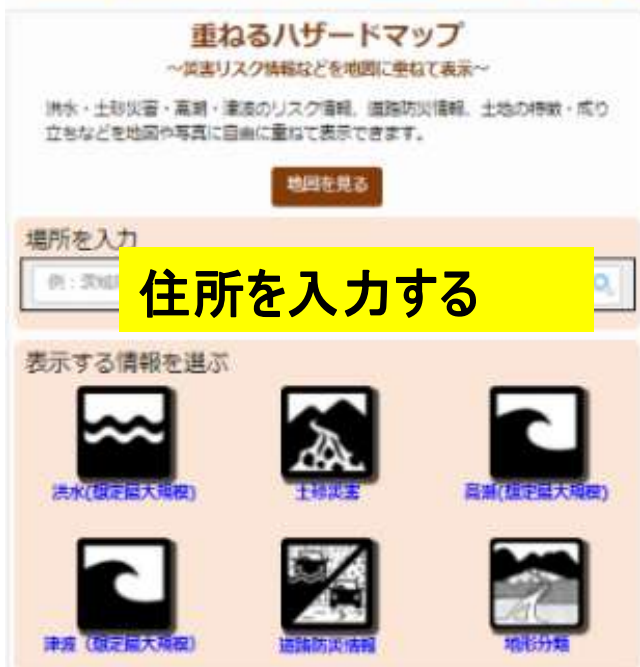 重ねるハザードマップ
～災害リスク情報などを地図に重ねて表示～
洪水・土砂災害・高潮・津波のリスク情報、道路防災情報、土地の特徴・成り
立ちなどを地図や写真に自由に重ねて表示できます。
地図を見る
場所を入力
例：茨城
住所を入力する
表示する情報を選ぶ
洪水(想定最大規模)
土砂災害
高潮(想定最大規模)
津波（想定最大規模）
道路防災情報
地形分類